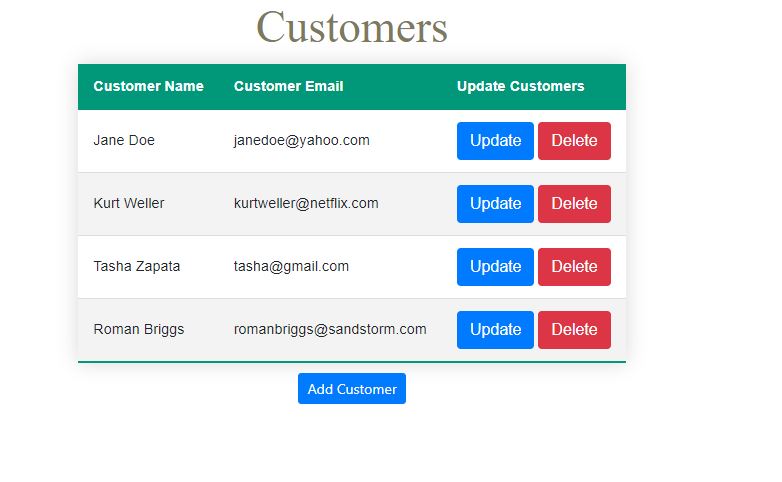 Customers
Customer Name Customer Email Update Customers
Jane Doe janedoe@yahoo.com Update Delete
Kurt Weller kurtweller@netflix.com Update Delete
Tasha Zapata tasha@gmail.com Update Delete
Roman Briggs romanbriggs@sandstorm.com Update Delete
Add Customer